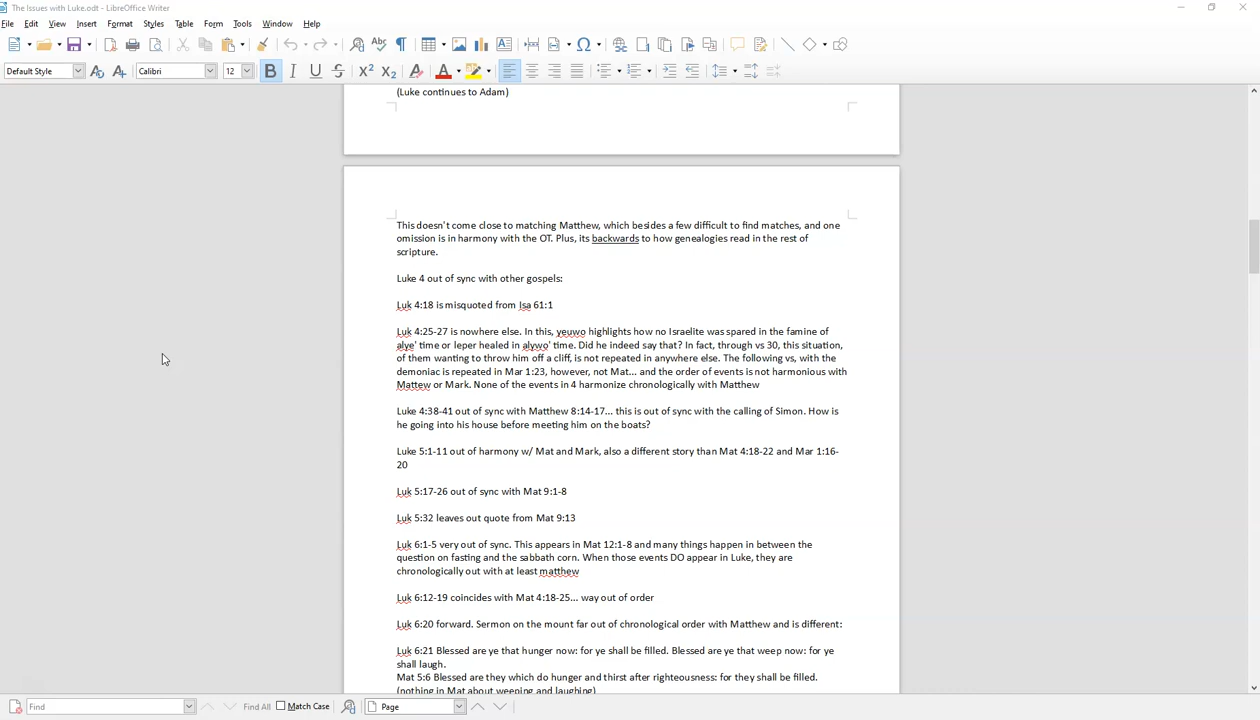 The Issues with Luke.odt - LibreOffice Writer
File Edit View Insert Format Styles Table Form Tools Window Help
Default Style Calibri 12
(Luke continues to Adam)
This doesn't come close to matching Matthew, which besides a few difficult to find matches, and one
omission is in harmony with the OT. Plus, its backwards to how genealogies read in the rest of
scripture.
Luke 4 out of sync with other gospels:
Luk 4:18 is misquoted from Isa 61:1
Luk 4:25-27 is nowhere else. In this, yeuwo highlights how no Israelite was spared in the famine of
alye' time or leper healed in alywo' time. Did he indeed say that? In fact, through vs 30, this situation,
of them wanting to throw him off a cliff, is not repeated in anywhere else. The following vs, with the
demoniac is repeated in Mar 1:23, however, not Mat... and the order of events is not harmonious with
Mattew or Mark. None of the events in 4 harmonize chronologically with Matthew
Luke 4:38-41 out of sync with Matthew 8:14-17... this is out of sync with the calling of Simon. How is
he going into his house before meeting him on the boats?
Luke 5:1-11 out of harmony w/ Mat and Mark, also a different story than Mat 4:18-22 and Mar 1:16-
20
Luk 5:17-26 out of sync with Mat 9:1-8
Luk 5:32 leaves out quote from Mat 9:13
Luk 6:1-5 very out of sync. This appears in Mat 12:1-8 and many things happen in between the
question on fasting and the sabbath corn. When those events DO appear in Luke, they are
chronologically out with at least matthew
Luk 6:12-19 coincides with Mat 4:18-25... way out of order
Luk 6:20 forward. Sermon on the mount far out of chronological order with Matthew and is different:
Luk 6:21 Blessed are ye that hunger now: for ye shall be filled. Blessed are ye that weep now: for ye
shall laugh.
Mat 5:6 Blessed are they which do hunger and thirst after righteousness: for they shall be filled.
(nothing in Mat about weeping and laughing)
Find Find All Match Case Page